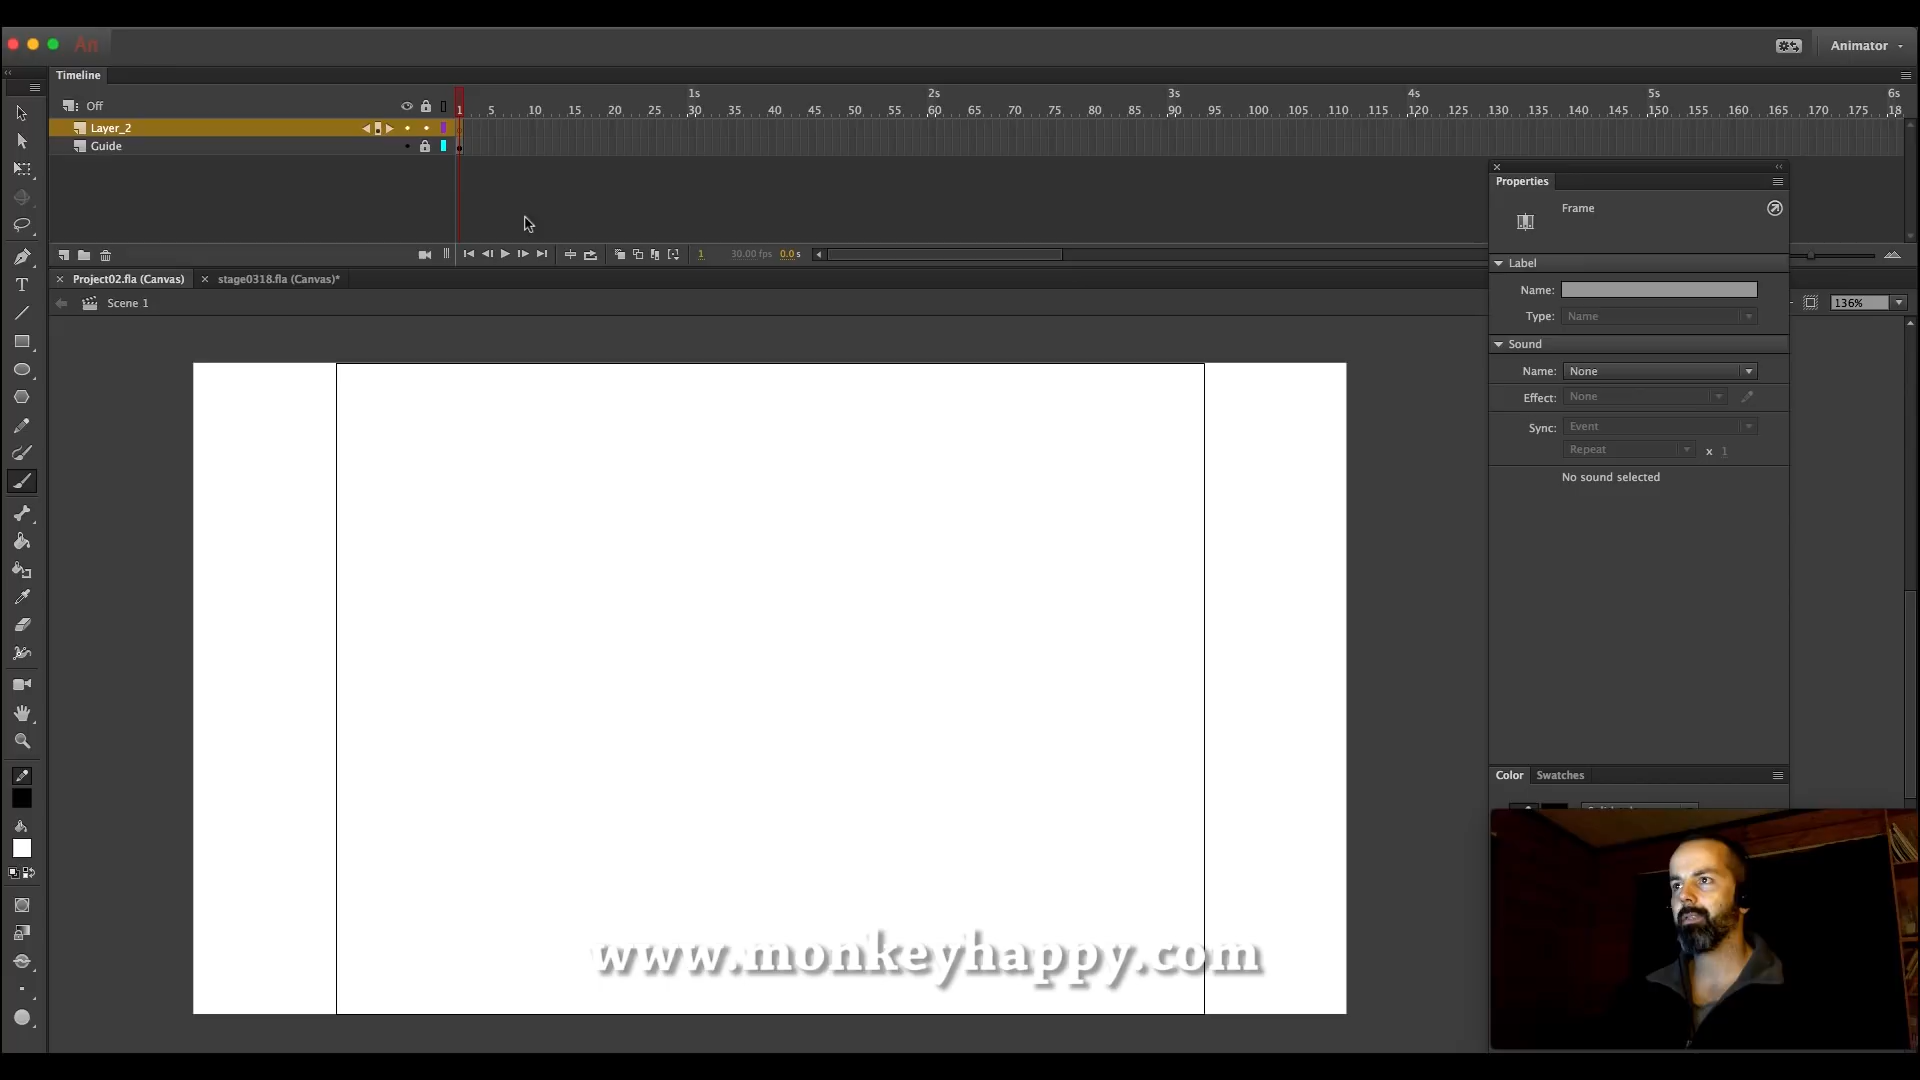 An
Animator
Timeline
Off
1s 2s 3s 4s 5s 6s
1 5 10 15 20 25 30 35 40 45 50 55 60 65 70 75 80 85 90 95 100 105 110 115 120 125 130 135 140 145 150 155 160 165 170 175 18
Layer_2
Guide
1 30.00 fps 0.0 s
Project02.fla (Canvas) stage0318.fla (Canvas)*
Scene 1
136%
Properties
Frame
Label
Name:
Type: Name
Sound
Name: None
Effect: None
Sync: Event
Repeat x 1
No sound selected
Color Swatches
www.monkeyhappy.com